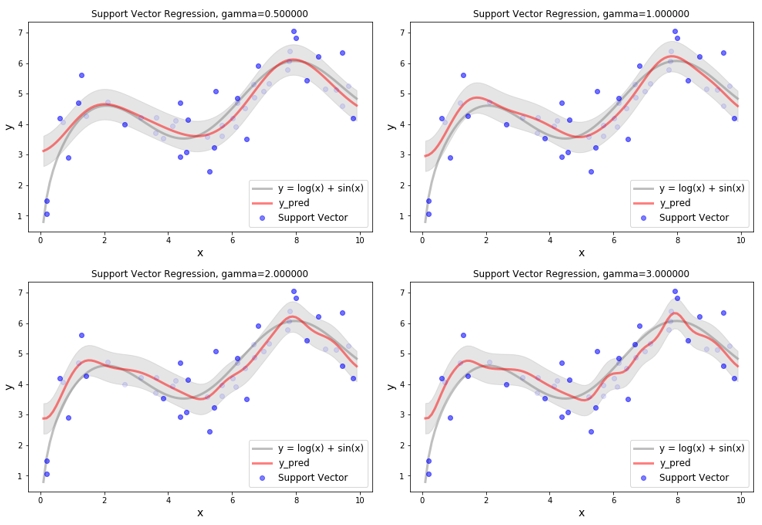 Support Vector Regression, gamma=0.500000
7
6
5
4
3
2
1
y
0 2 4 6 8 10
x
y = log(x) + sin(x)
y_pred
Support Vector
Support Vector Regression, gamma=1.000000
7
6
5
4
3
2
1
y
0 2 4 6 8 10
x
y = log(x) + sin(x)
y_pred
Support Vector
Support Vector Regression, gamma=2.000000
7
6
5
4
3
2
1
y
0 2 4 6 8 10
x
y = log(x) + sin(x)
y_pred
Support Vector
Support Vector Regression, gamma=3.000000
7
6
5
4
3
2
1
y
0 2 4 6 8 10
x
y = log(x) + sin(x)
y_pred
Support Vector